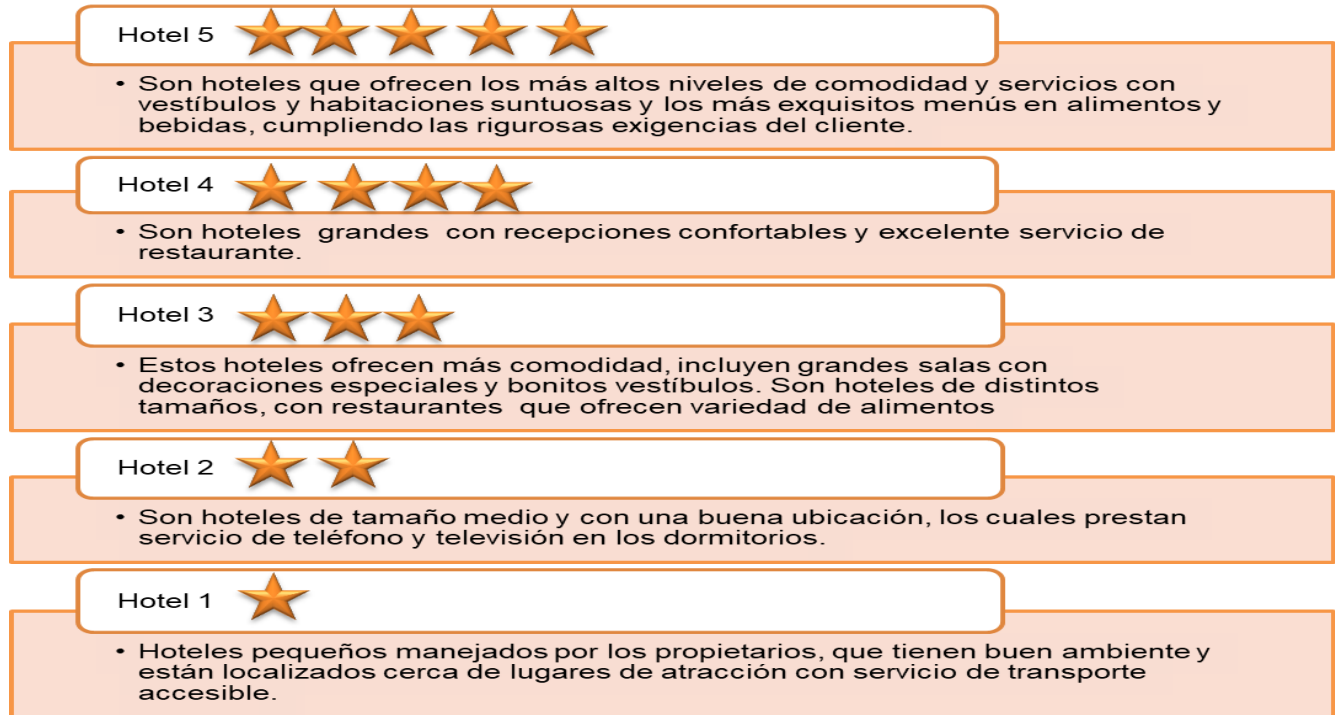 Hotel 5
• Son hoteles que ofrecen los más altos niveles de comodidad y servicios con
vestíbulos y habitaciones suntuosas y los más exquisitos menús en alimentos y
bebidas, cumpliendo las rigurosas exigencias del cliente.
Hotel 4
• Son hoteles grandes con recepciones confortables y excelente servicio de
restaurante.
Hotel 3
• Estos hoteles ofrecen más comodidad, incluyen grandes salas con
decoraciones especiales y bonitos vestíbulos. Son hoteles de distintos
tamaños, con restaurantes que ofrecen variedad de alimentos
Hotel 2
• Son hoteles de tamaño medio y con una buena ubicación, los cuales prestan
servicio de teléfono y televisión en los dormitorios.
Hotel 1
• Hoteles pequeños manejados por los propietarios, que tienen buen ambiente y
están localizados cerca de lugares de atracción con servicio de transporte
accesible.